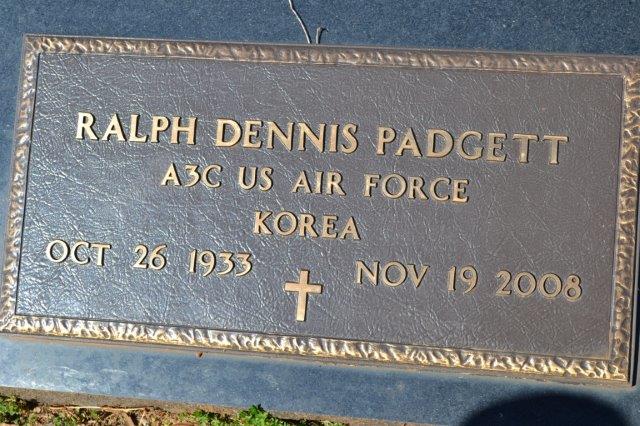 RALPH DENNIS PADGETT
A3C US AIR FORCE
KOREA
OCT 26 1933 NOV 19 2008